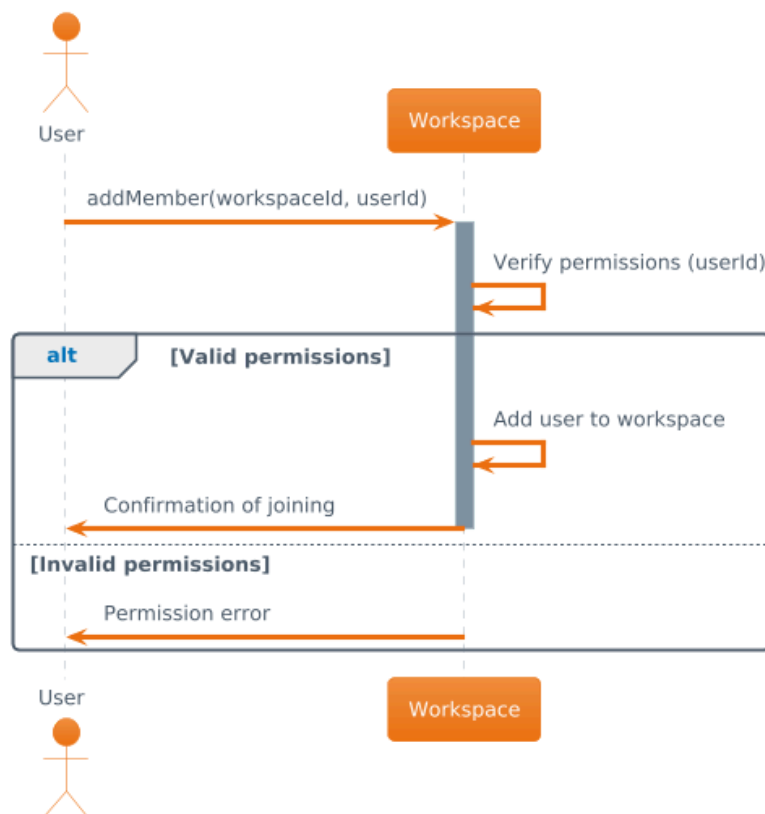 User
Workspace
addMember(workspaceId, userId)
Verify permissions (userId)
alt
[Valid permissions]
Add user to workspace
Confirmation of joining
[Invalid permissions]
Permission error
User
Workspace